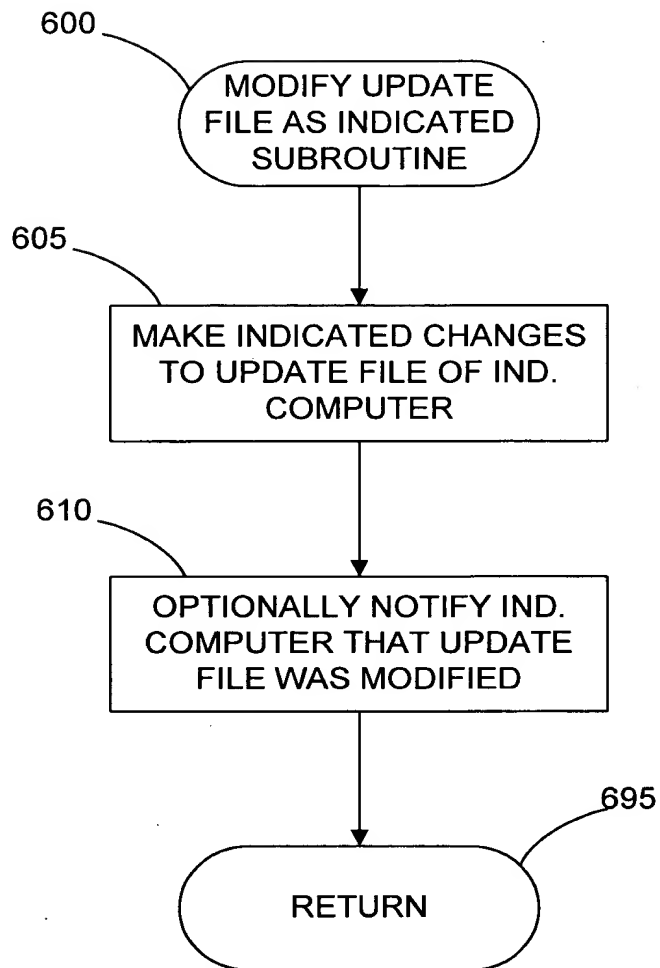 600
MODIFY UPDATE
FILE AS INDICATED
SUBROUTINE
605
MAKE INDICATED CHANGES
TO UPDATE FILE OF IND.
COMPUTER
610
OPTIONALLY NOTIFY IND.
COMPUTER THAT UPDATE
FILE WAS MODIFIED
695
RETURN